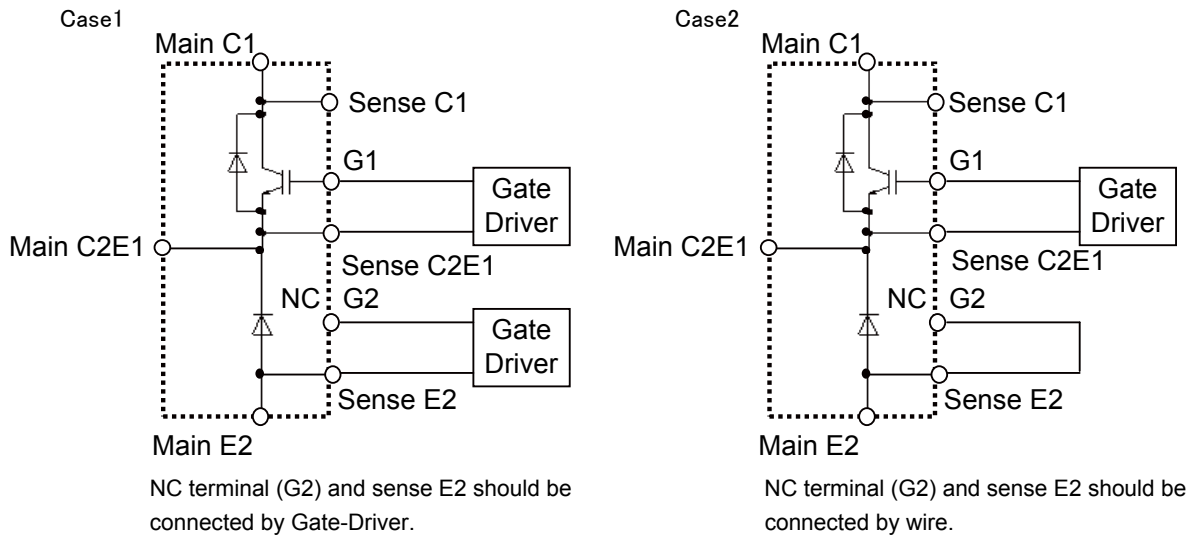 Case1
Main C1
Sense C1
G1
Gate
Driver
Main C2E1
Sense C2E1
NC G2
Gate
Driver
Sense E2
Main E2
NC terminal (G2) and sense E2 should be
connected by Gate-Driver.
Case2
Main C1
Sense C1
G1
Gate
Driver
Main C2E1
Sense C2E1
NC G2
Sense E2
Main E2
NC terminal (G2) and sense E2 should be
connected by wire.